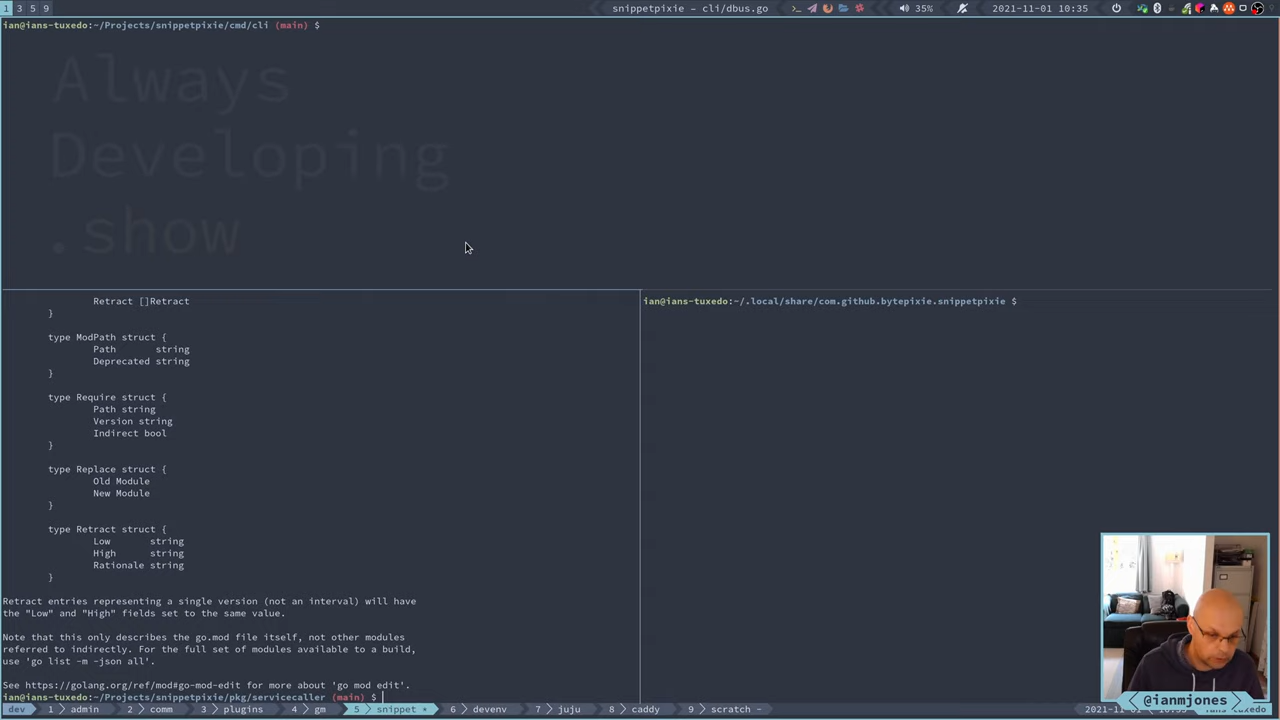 1 3 5 9
snippetpixie – cli/dbus.go
35%
2021-11-01
10:35
ian@ians-tuxedo:~/Projects/snippetpixie/cmd/cli (main) $
Always
Developing
.show
Retract []Retract
}
type ModPath struct {
Path string
Deprecated string
}
type Require struct {
Path string
Version string
Indirect bool
}
type Replace struct {
Old Module
New Module
}
type Retract struct {
Low string
High string
Rationale string
}
Retract entries representing a single version (not an interval) will have
the "Low" and "High" fields set to the same value.
Note that this only describes the go.mod file itself, not other modules
referred to indirectly. For the full set of modules available to a build,
use 'go list -m -json all'.
See https://golang.org/ref/mod#go-mod-edit for more about 'go mod edit'.
ian@ians-tuxedo:~/Projects/snippetpixie/pkg/servicecaller (main) $
ian@ians-tuxedo:~/.local/share/com.github.bytepixie.snippetpixie $
@ianmjones
dev 1 admin 2 comm 3 plugins 4 gm 5 snippet * 6 devenv 7 juju 8 caddy 9 scratch -
2021-11-01